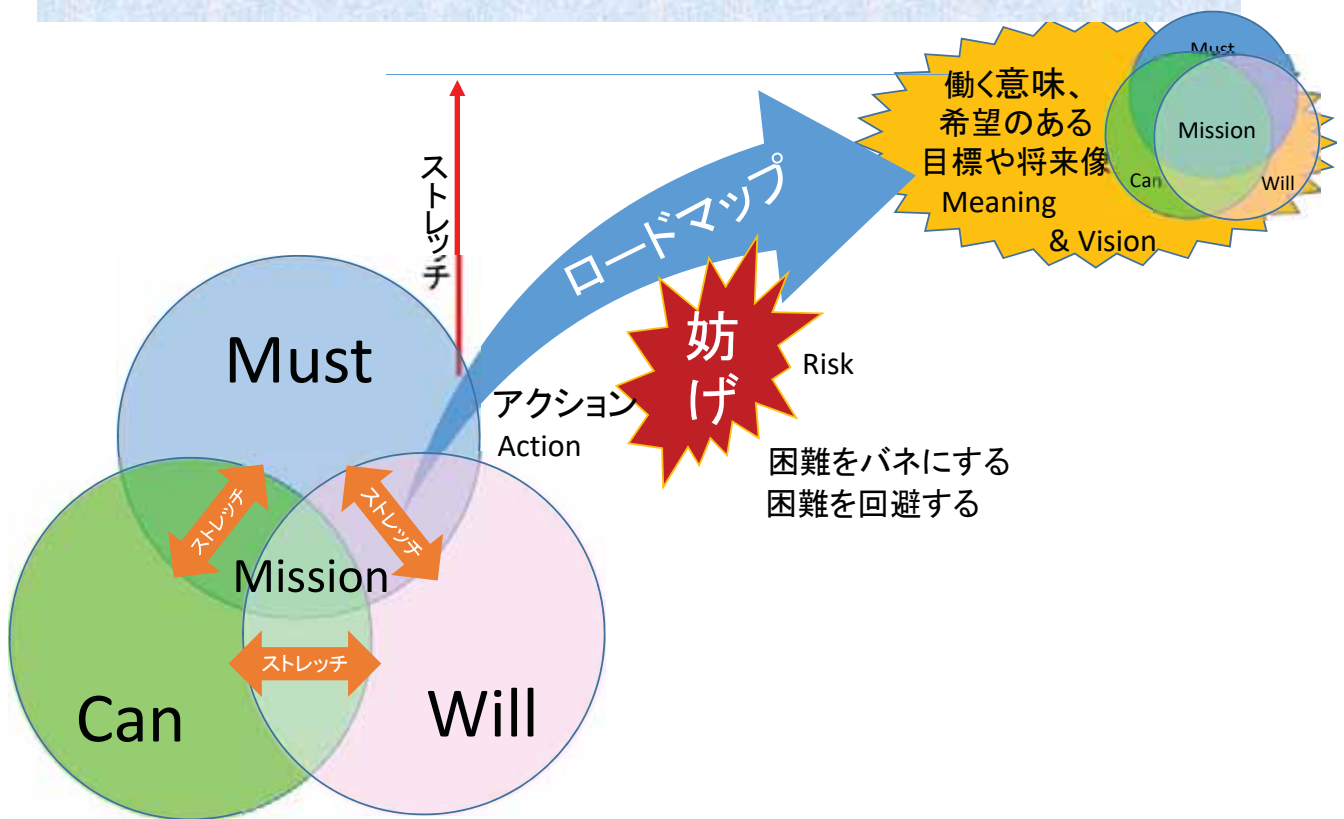 Must
働く意味、
希望のある
目標や将来像
Meaning
& Vision
Mission
Can
Will
ストレッチ
ロードマップ
妨げ
Risk
アクション
Action
困難をバネにする
困難を回避する
Must
ストレッチ
ストレッチ
Mission
ストレッチ
Can
Will